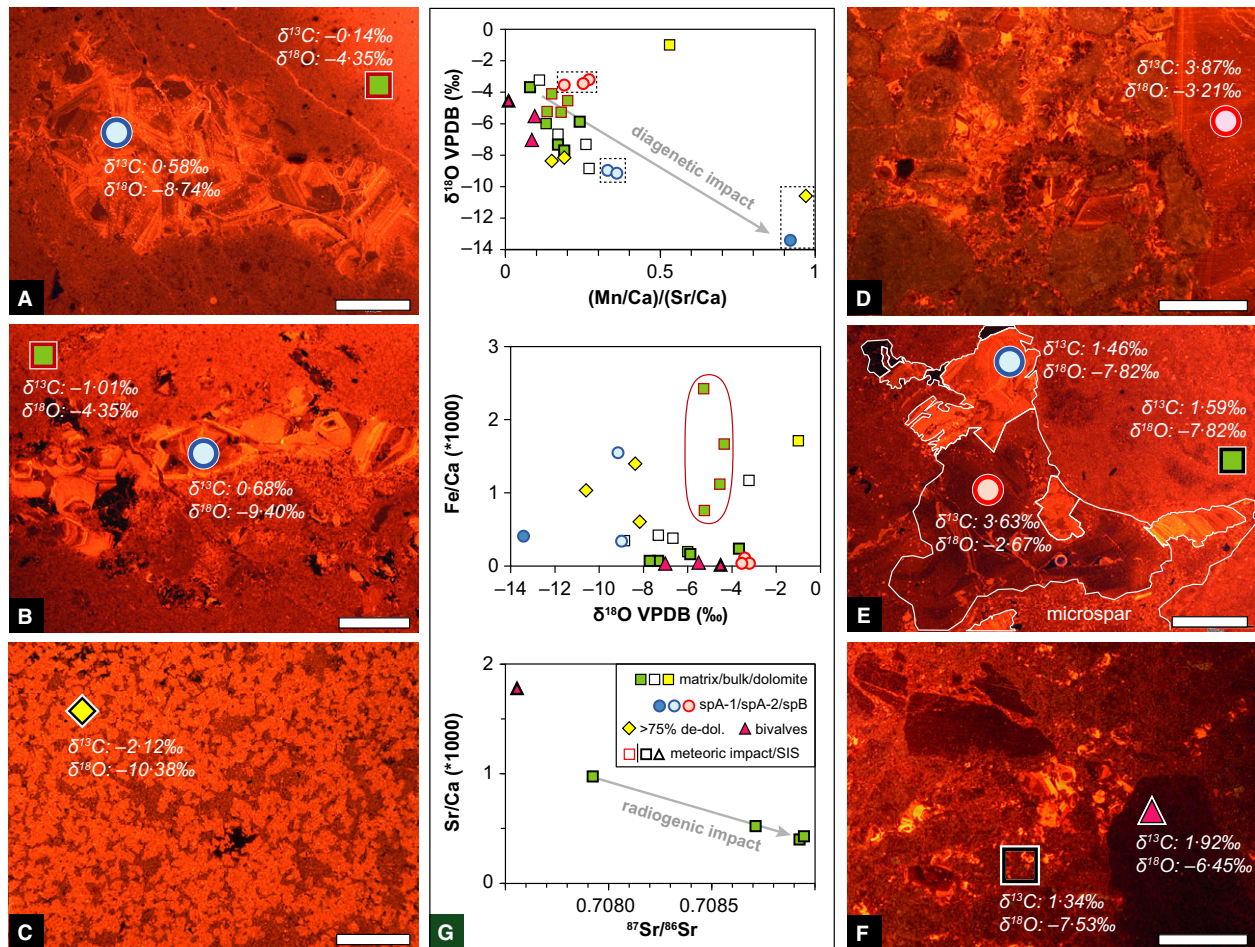 δ¹³C: –0·14‰
δ¹⁸O: –4·35‰
δ¹³C: 0·58‰
δ¹⁸O: –8·74‰
A
δ¹³C: –1·01‰
δ¹⁸O: –4·35‰
δ¹³C: 0·68‰
δ¹⁸O: –9·40‰
B
δ¹³C: –2·12‰
δ¹⁸O: –10·38‰
C
0
–2
–4
–6
–8
–10
–12
–14
δ¹⁸O VPDB (‰)
diagenetic impact
0 0.5 1
(Mn/Ca)/(Sr/Ca)
3
2
1
0
Fe/Ca (*1000)
–14 –12 –10 –8 –6 –4 –2 0
δ¹⁸O VPDB (‰)
2
1
0
Sr/Ca (*1000)
matrix/bulk/dolomite
spA-1/spA-2/spB
>75% de-dol. bivalves
meteoric impact/SIS
radiogenic impact
0.7080 0.7085
⁸⁷Sr/⁸⁶Sr
G
δ¹³C: 3·87‰
δ¹⁸O: –3·21‰
D
δ¹³C: 1·46‰
δ¹⁸O: –7·82‰
δ¹³C: 1·59‰
δ¹⁸O: –7·82‰
δ¹³C: 3·63‰
δ¹⁸O: –2·67‰
microspar
E
δ¹³C: 1·92‰
δ¹⁸O: –6·45‰
δ¹³C: 1·34‰
δ¹⁸O: –7·53‰
F